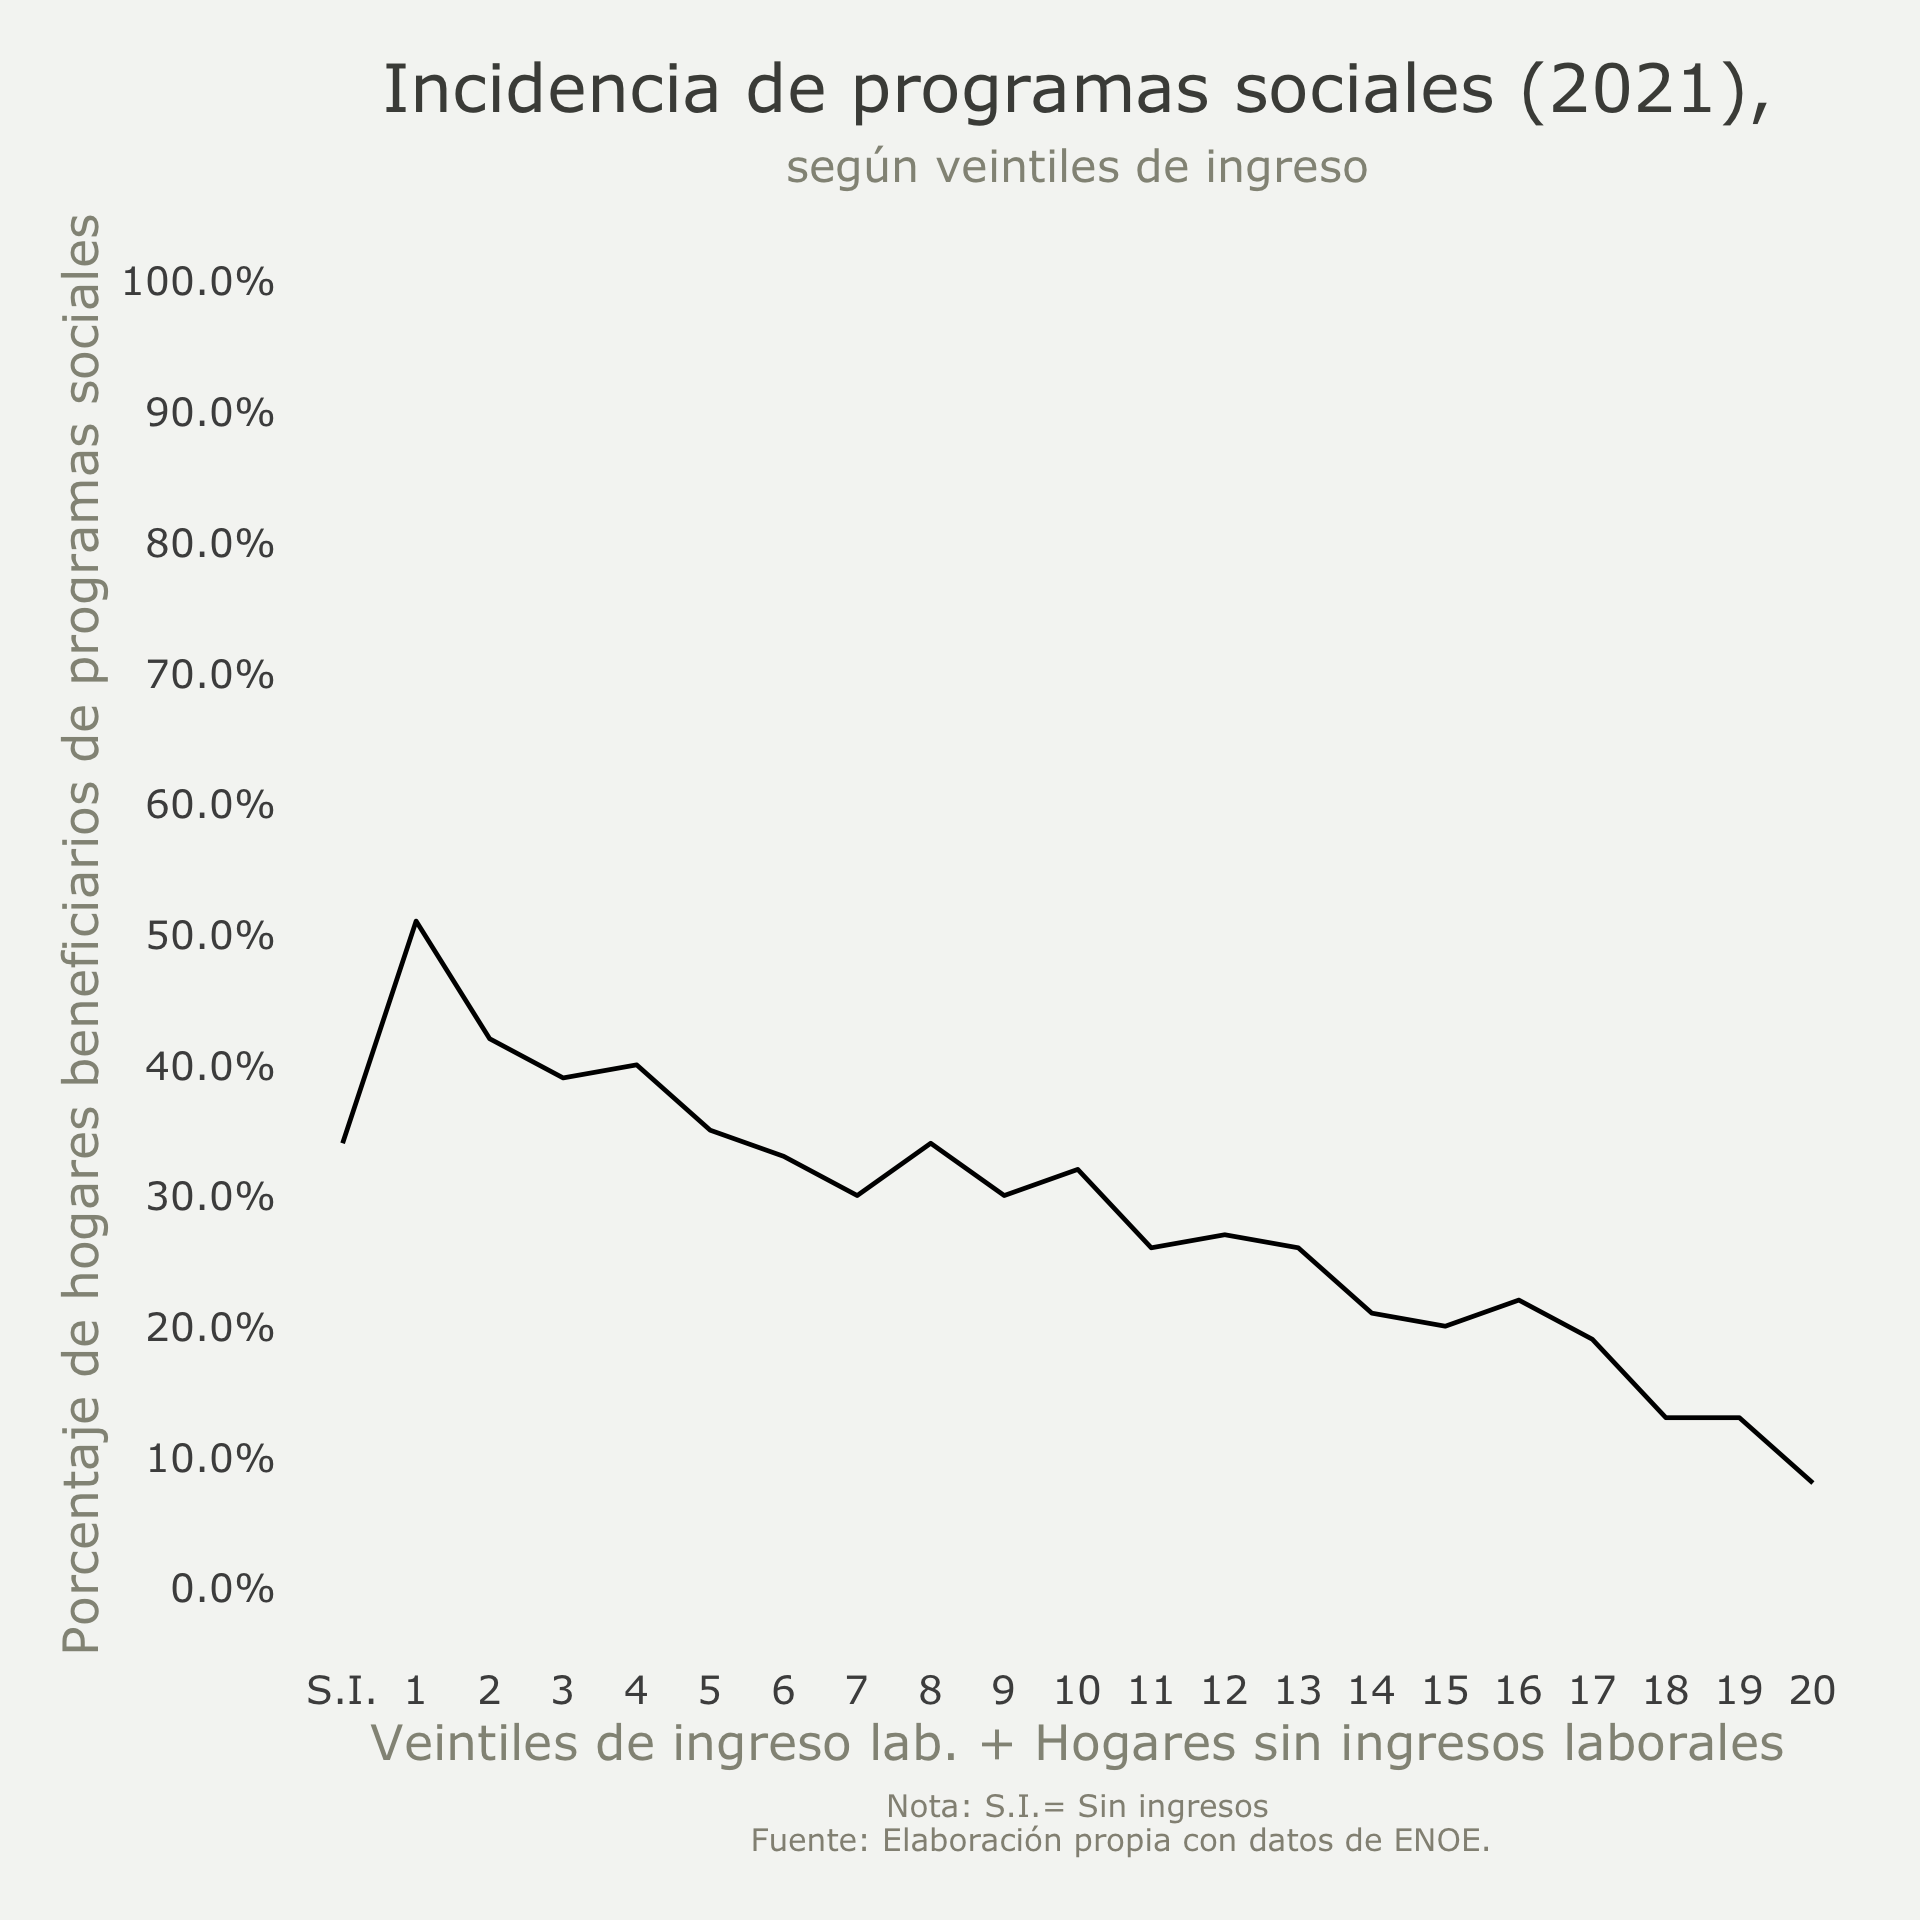 Incidencia de programas sociales (2021),
según veintiles de ingreso
Porcentaje de hogares beneficiarios de programas sociales
100.0%
90.0%
80.0%
70.0%
60.0%
50.0%
40.0%
30.0%
20.0%
10.0%
0.0%
S.I. 1 2 3 4 5 6 7 8 9 10 11 12 13 14 15 16 17 18 19 20
Veintiles de ingreso lab. + Hogares sin ingresos laborales
Nota: S.I.= Sin ingresos
Fuente: Elaboración propia con datos de ENOE.